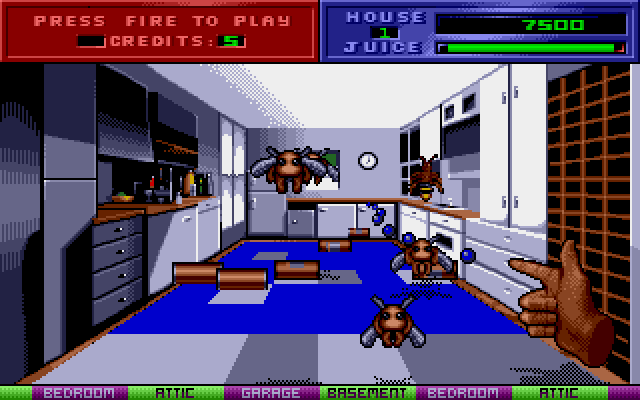 PRESS FIRE TO PLAY
CREDITS: 5
HOUSE
1
JUICE
7500
BEDROOM ATTIC GARAGE BASEMENT BEDROOM ATTIC